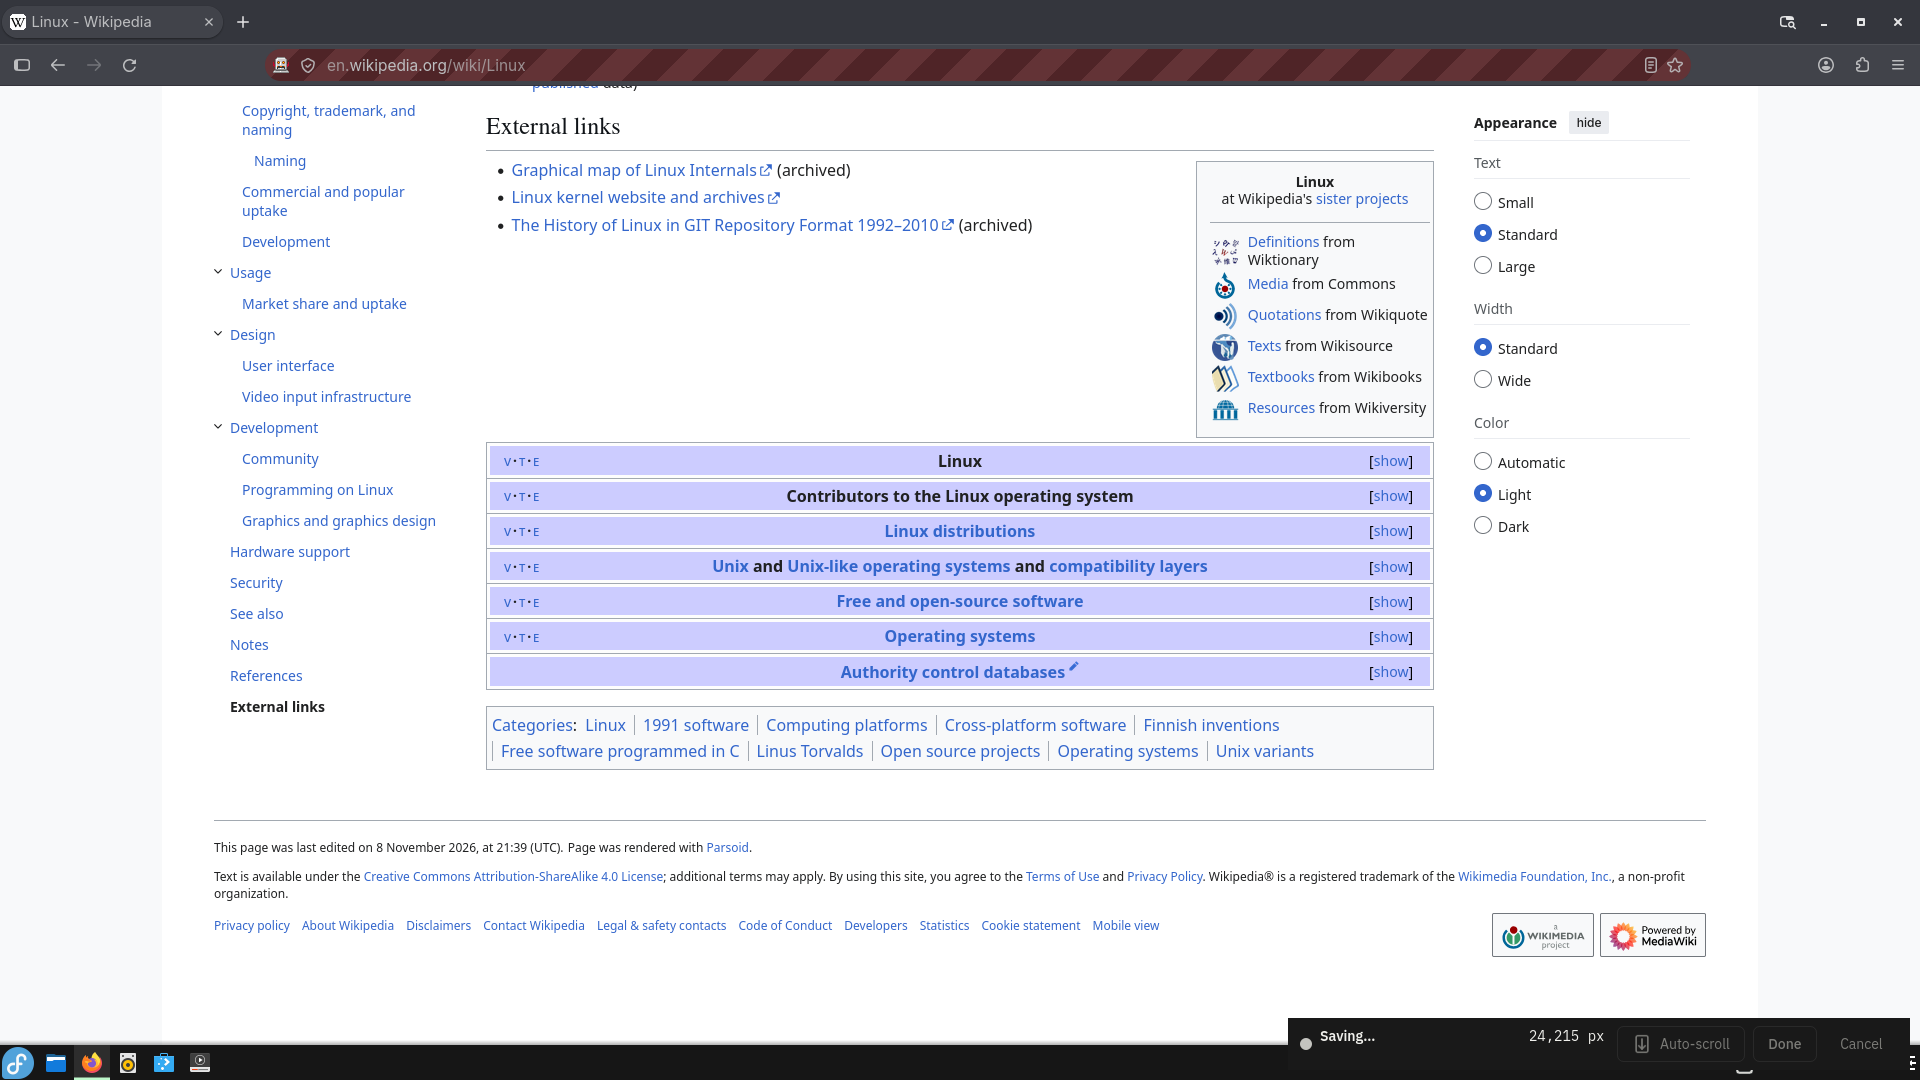 Linux - Wikipedia
en.wikipedia.org/wiki/Linux
Copyright, trademark, and
naming
Naming
Commercial and popular
uptake
Development
Usage
Market share and uptake
Design
User interface
Video input infrastructure
Development
Community
Programming on Linux
Graphics and graphics design
Hardware support
Security
See also
Notes
References
External links
published data)
External links
• Graphical map of Linux Internals (archived)
• Linux kernel website and archives
• The History of Linux in GIT Repository Format 1992–2010 (archived)
Linux
at Wikipedia's sister projects
Definitions from
Wiktionary
Media from Commons
Quotations from Wikiquote
Texts from Wikisource
Textbooks from Wikibooks
Resources from Wikiversity
V·T·E Linux [show]
V·T·E Contributors to the Linux operating system [show]
V·T·E Linux distributions [show]
V·T·E Unix and Unix-like operating systems and compatibility layers [show]
V·T·E Free and open-source software [show]
V·T·E Operating systems [show]
Authority control databases [show]
Categories: Linux | 1991 software | Computing platforms | Cross-platform software | Finnish inventions
| Free software programmed in C | Linus Torvalds | Open source projects | Operating systems | Unix variants
Appearance hide
Text
Small
Standard
Large
Width
Standard
Wide
Color
Automatic
Light
Dark
This page was last edited on 8 November 2026, at 21:39 (UTC). Page was rendered with Parsoid.
Text is available under the Creative Commons Attribution-ShareAlike 4.0 License; additional terms may apply. By using this site, you agree to the Terms of Use and Privacy Policy. Wikipedia® is a registered trademark of the Wikimedia Foundation, Inc., a non-profit
organization.
Privacy policy About Wikipedia Disclaimers Contact Wikipedia Legal & safety contacts Code of Conduct Developers Statistics Cookie statement Mobile view
a
WIKIMEDIA
project
Powered by
MediaWiki
Saving... 24,215 px Auto-scroll Done Cancel